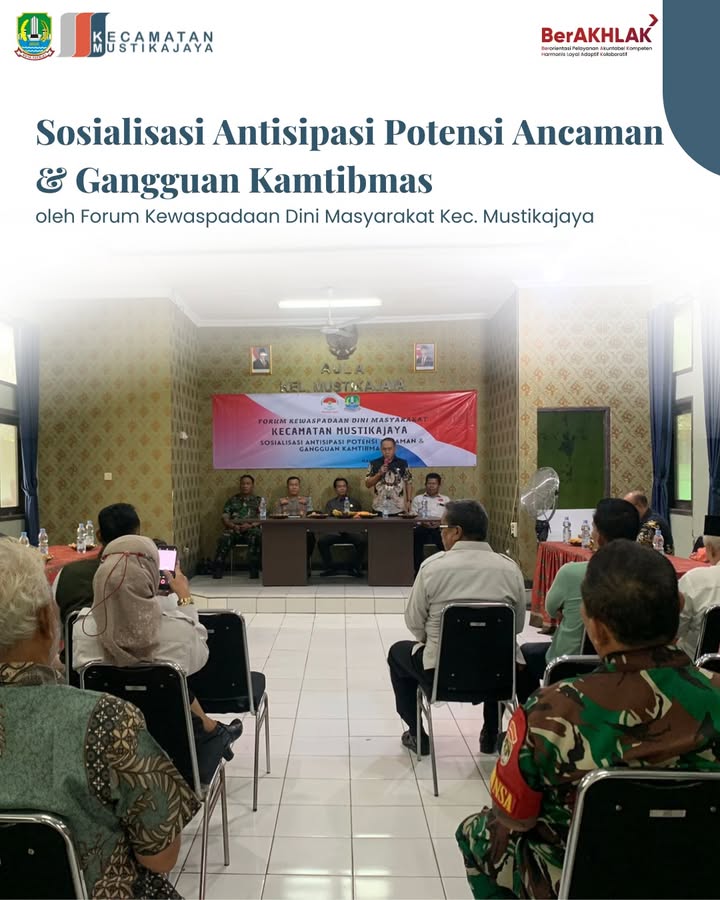 KECAMATAN
MUSTIKAJAYA
BerAKHLAK
Berorientasi Pelayanan Akuntabel Kompeten
Harmonis Loyal Adaptif Kolaboratif
Sosialisasi Antisipasi Potensi Ancaman
& Gangguan Kamtibmas
oleh Forum Kewaspadaan Dini Masyarakat Kec. Mustikajaya
AULA
KEL. MUSTIKAJAYA
FORUM KEWASPADAAN DINI MASYARAKAT
KECAMATAN MUSTIKAJAYA
SOSIALISASI ANTISIPASI POTENSI ANCAMAN &
GANGGUAN KAMTIBMAS